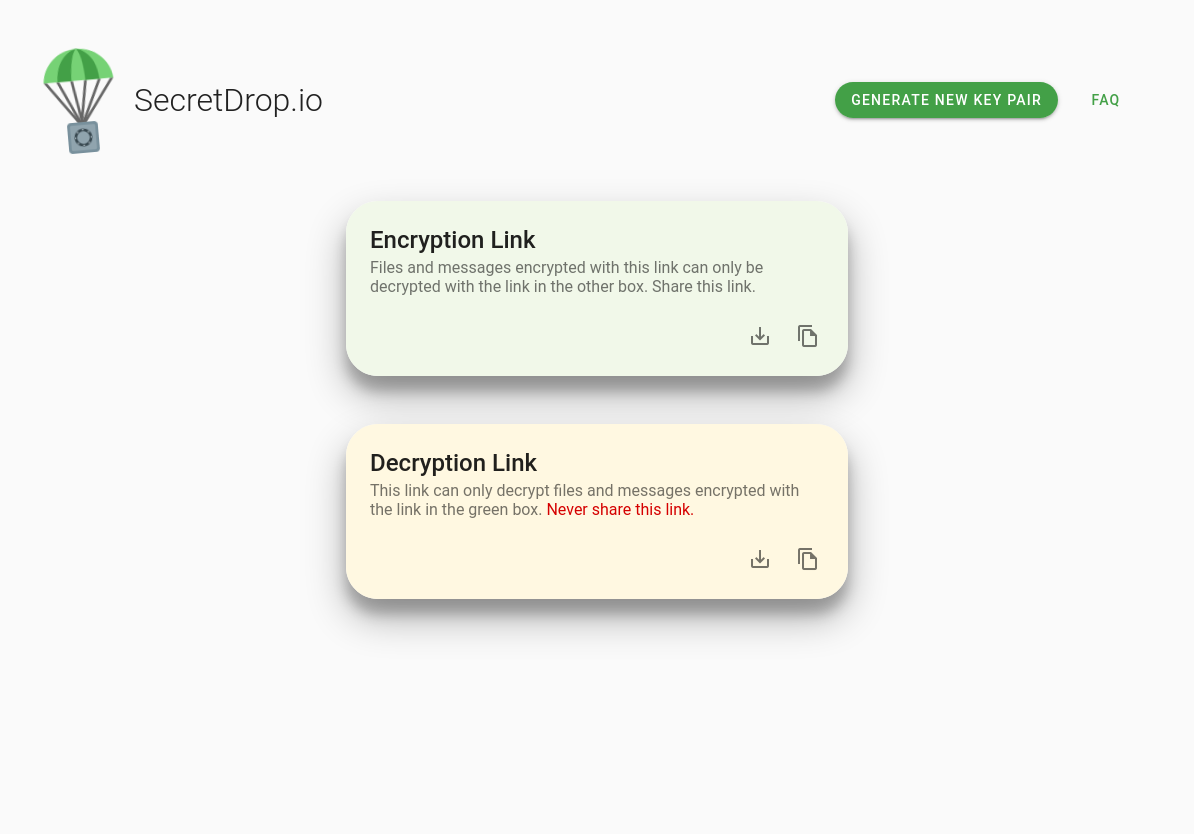 SecretDrop.io
GENERATE NEW KEY PAIR
FAQ
Encryption Link
Files and messages encrypted with this link can only be
decrypted with the link in the other box. Share this link.
Decryption Link
This link can only decrypt files and messages encrypted with
the link in the green box. Never share this link.